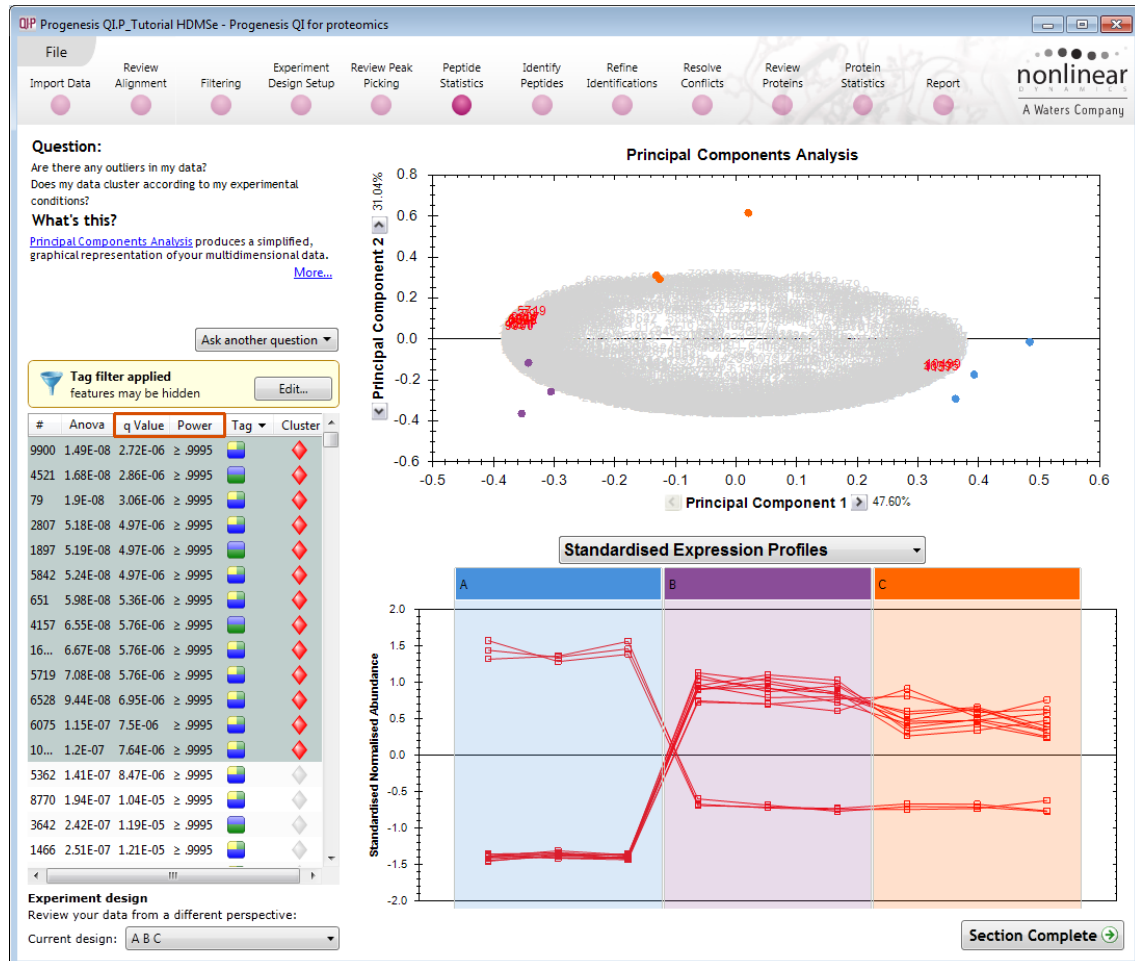 Progenesis QI.P_Tutorial HDMSe - Progenesis QI for proteomics
File
Import Data
Review Alignment
Filtering
Experiment Design Setup
Review Peak Picking
Peptide Statistics
Identify Peptides
Refine Identifications
Resolve Conflicts
Review Proteins
Protein Statistics
Report
nonlinear
DYNAMICS
A Waters Company
Question:
Are there any outliers in my data?
Does my data cluster according to my experimental
conditions?
What's this?
Principal Components Analysis produces a simplified,
graphical representation of your multidimensional data.
More...
Ask another question
Tag filter applied
features may be hidden
Edit...
# Anova q Value Power Tag Cluster
9900 1.49E-08 2.72E-06 ≥ .9995
4521 1.68E-08 2.86E-06 ≥ .9995
79 1.9E-08 3.06E-06 ≥ .9995
2807 5.18E-08 4.97E-06 ≥ .9995
1897 5.19E-08 4.97E-06 ≥ .9995
5842 5.24E-08 4.97E-06 ≥ .9995
651 5.98E-08 5.36E-06 ≥ .9995
4157 6.55E-08 5.76E-06 ≥ .9995
16... 6.67E-08 5.76E-06 ≥ .9995
5719 7.08E-08 5.76E-06 ≥ .9995
6528 9.44E-08 6.95E-06 ≥ .9995
6075 1.15E-07 7.5E-06 ≥ .9995
10... 1.2E-07 7.64E-06 ≥ .9995
5362 1.41E-07 8.47E-06 ≥ .9995
8770 1.94E-07 1.04E-05 ≥ .9995
3642 2.42E-07 1.19E-05 ≥ .9995
1466 2.51E-07 1.21E-05 ≥ .9995
Experiment design
Review your data from a different perspective:
Current design: A B C
Principal Components Analysis
Principal Component 2 31.04%
0.8
0.6
0.4
0.2
0.0
-0.2
-0.4
-0.6
-0.5 -0.4 -0.3 -0.2 -0.1 0.0 0.1 0.2 0.3 0.4 0.5 0.6
Principal Component 1 47.60%
Standardised Expression Profiles
A B C
Standardised Normalised Abundance
2.0
1.5
1.0
0.5
0.0
-0.5
-1.0
-1.5
-2.0
Section Complete